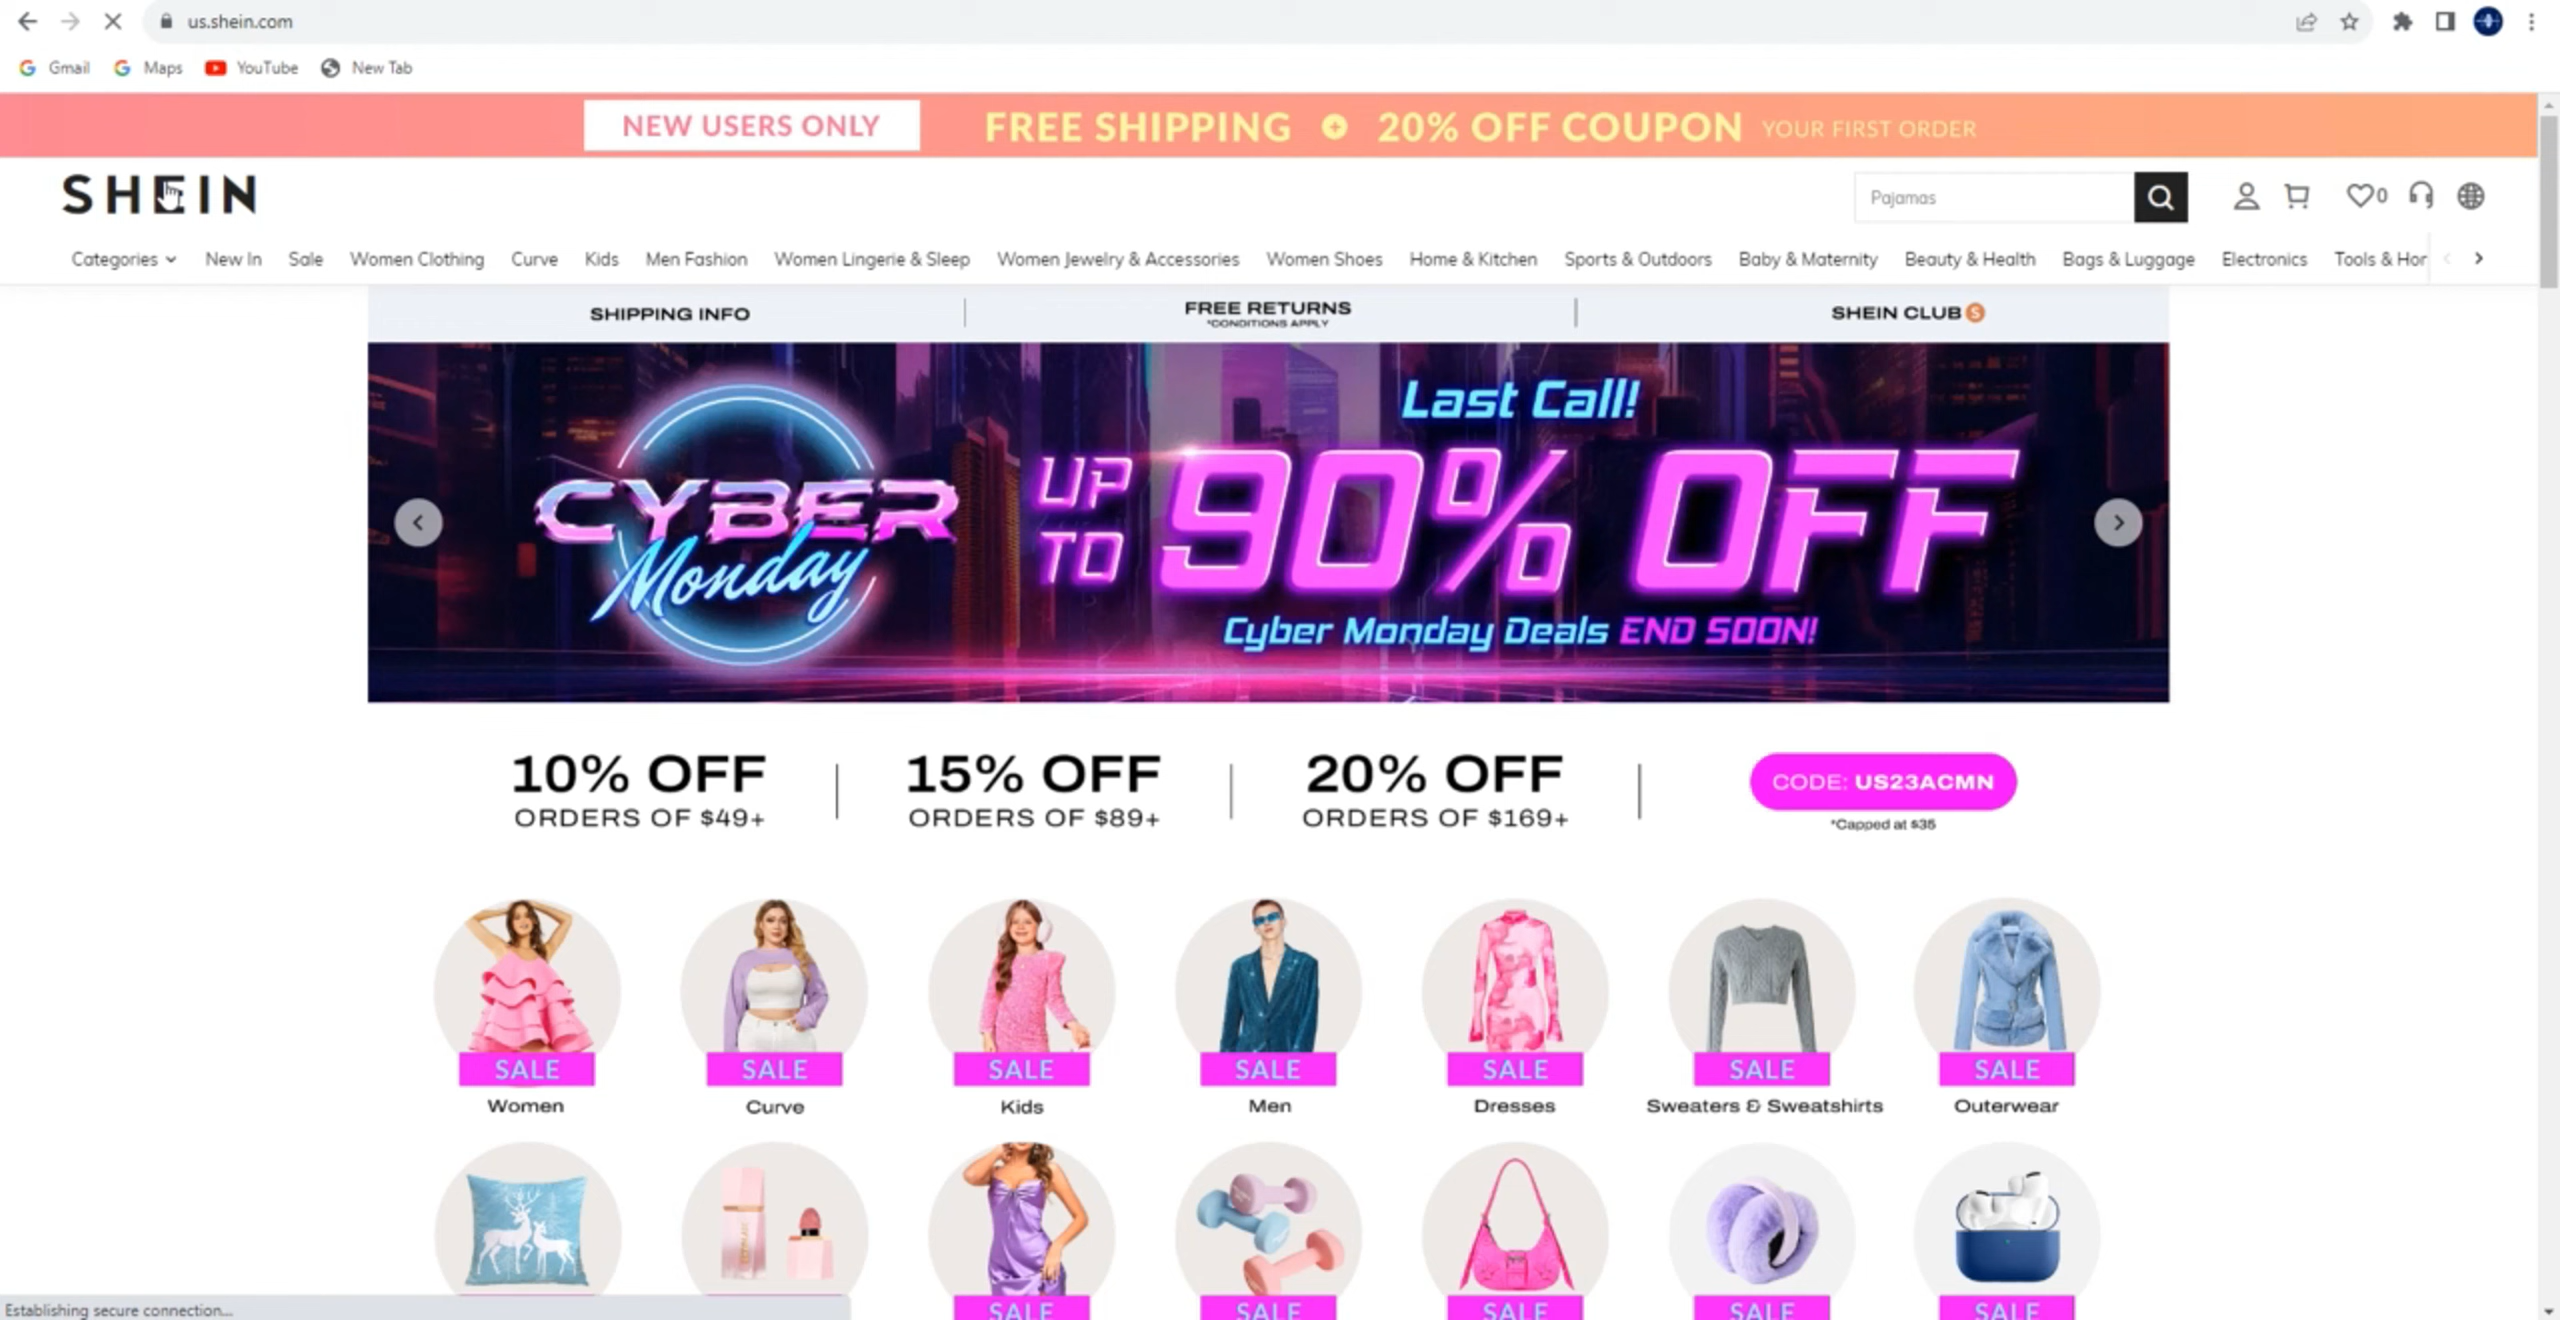 us.shein.com
Gmail Maps YouTube New Tab
NEW USERS ONLY FREE SHIPPING + 20% OFF COUPON YOUR FIRST ORDER
SHEIN
Pajamas
0
Categories New In Sale Women Clothing Curve Kids Men Fashion Women Lingerie & Sleep Women Jewelry & Accessories Women Shoes Home & Kitchen Sports & Outdoors Baby & Maternity Beauty & Health Bags & Luggage Electronics Tools & Hor
SHIPPING INFO FREE RETURNS SHEIN CLUB S
*CONDITIONS APPLY
Last Call!
CYBER Monday
UP TO 90% OFF
Cyber Monday Deals END SOON!
10% OFF 15% OFF 20% OFF CODE: US23ACMN
ORDERS OF $49+ ORDERS OF $89+ ORDERS OF $169+ *Capped at $35
SALE SALE SALE SALE SALE SALE SALE
Women Curve Kids Men Dresses Sweaters & Sweatshirts Outerwear
SALE SALE SALE SALE SALE
Establishing secure connection...